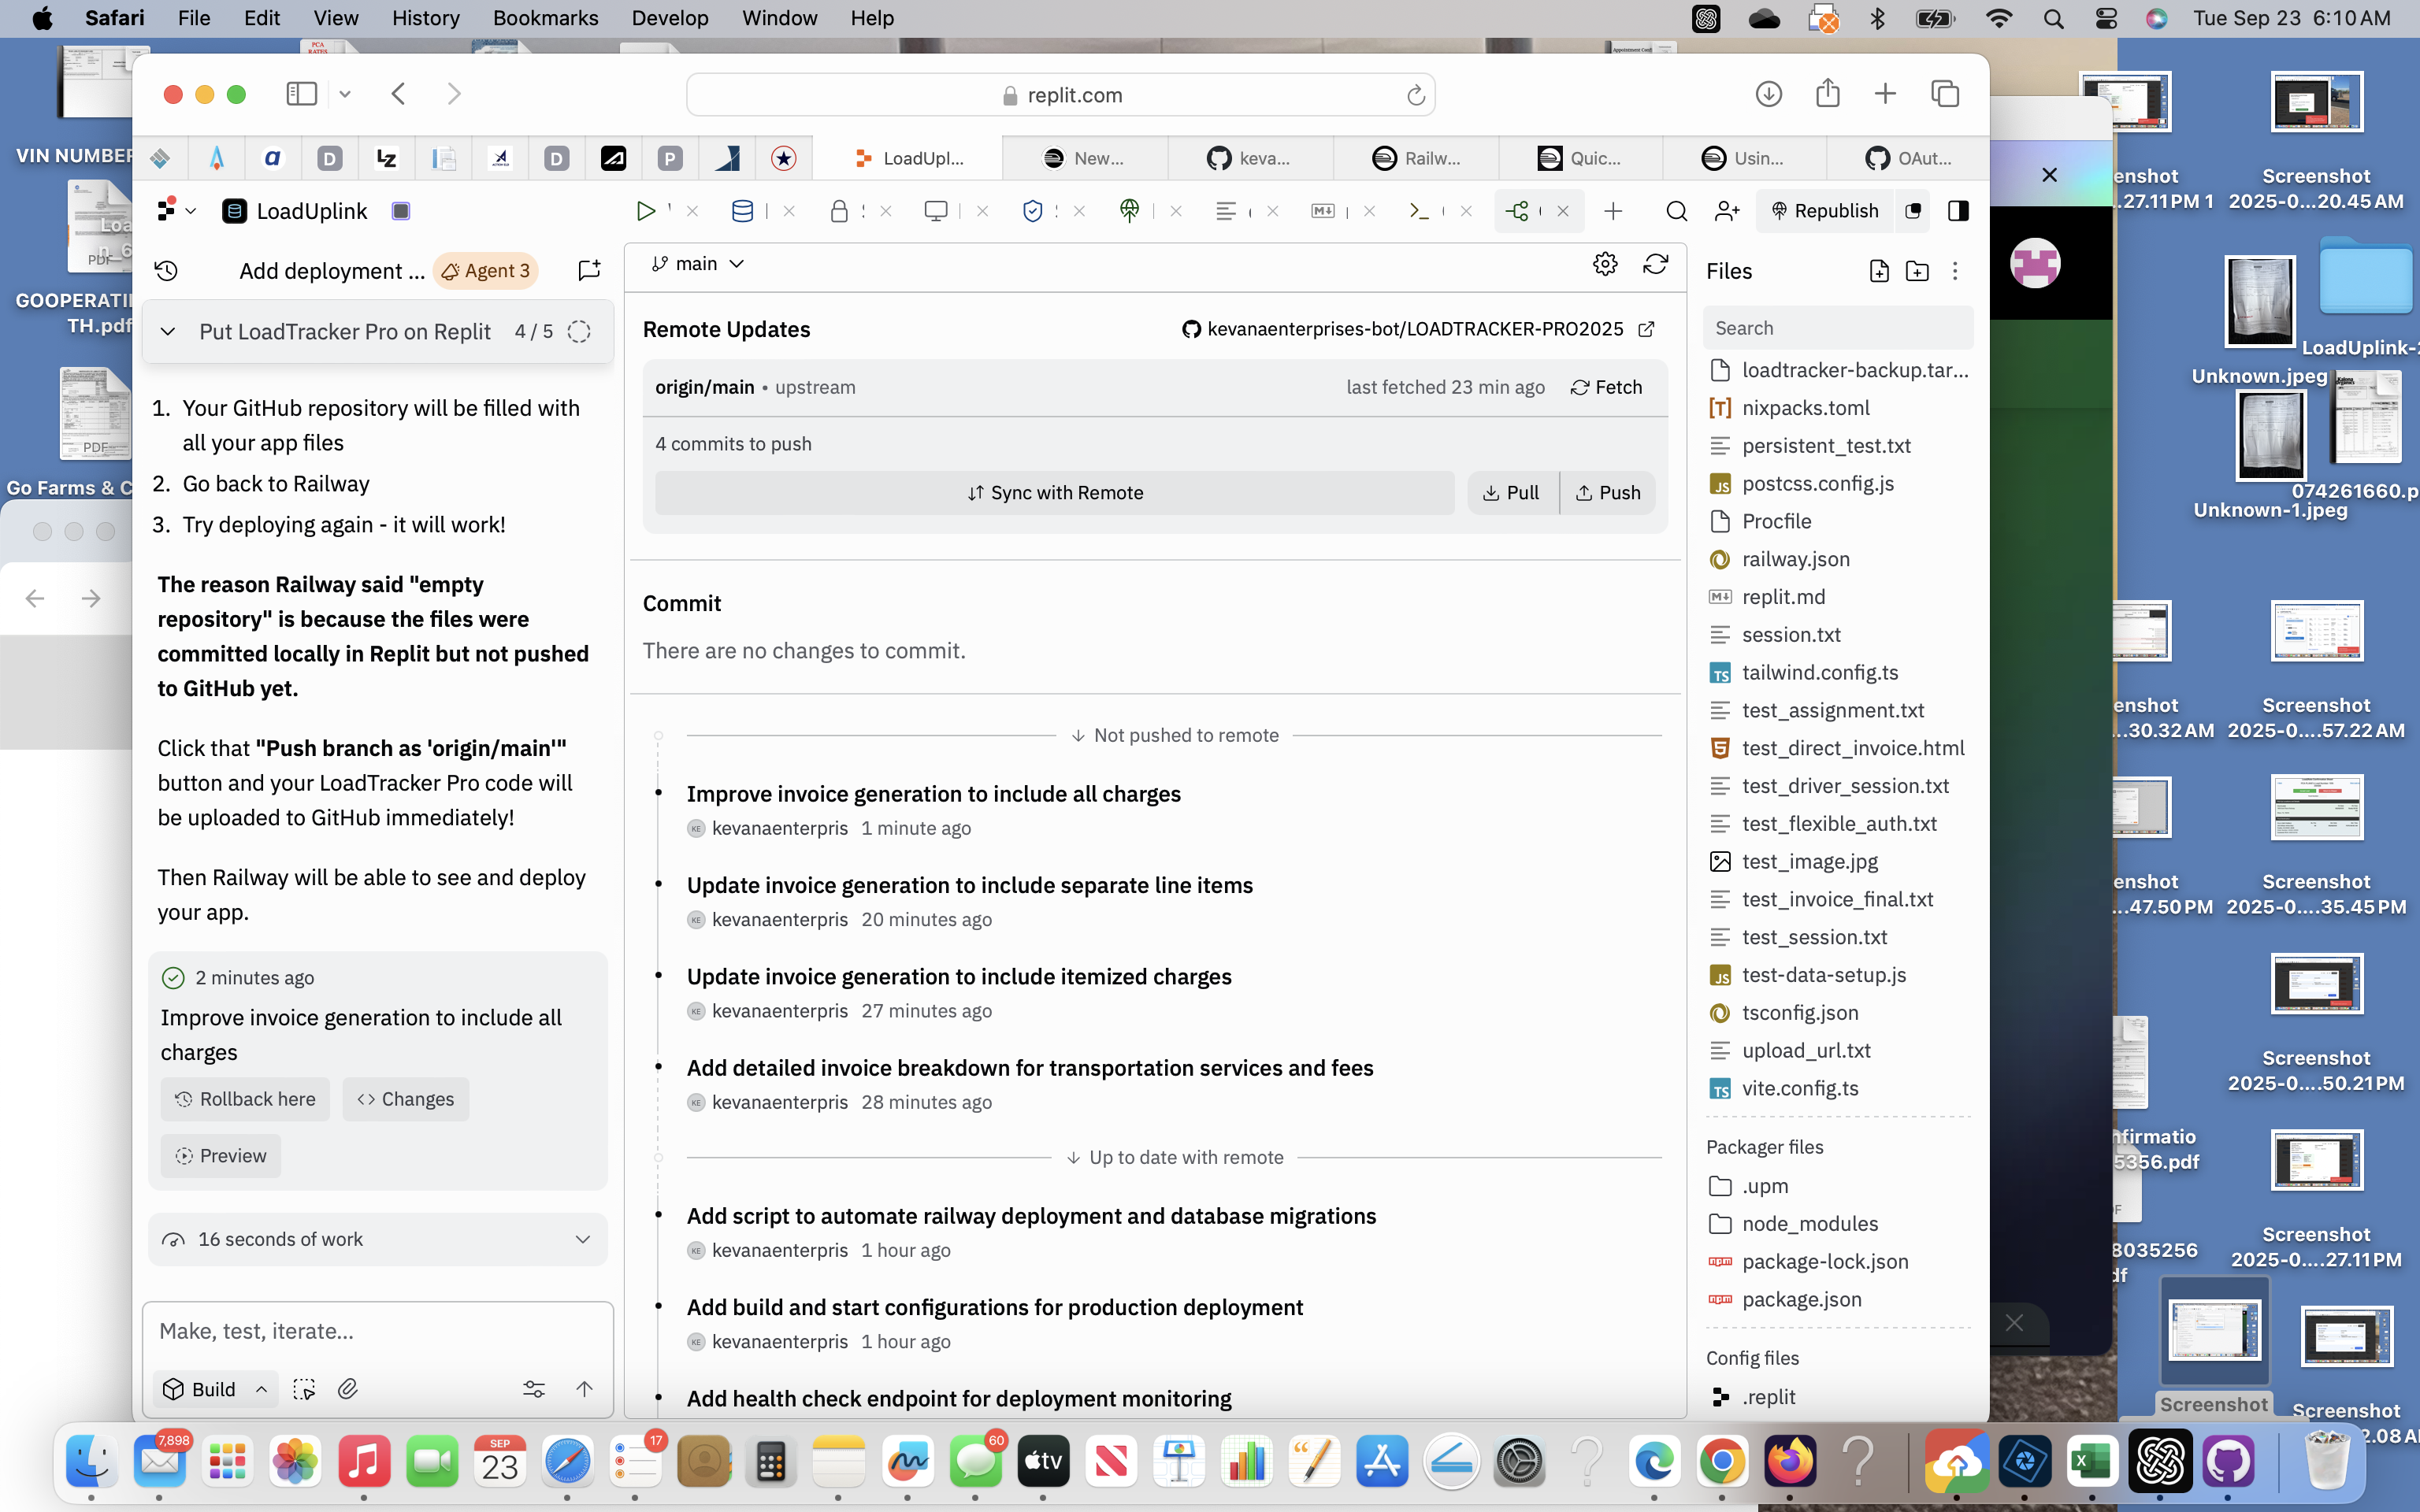 Safari File Edit View History Bookmarks Develop Window Help
Tue Sep 23 6:10 AM
replit.com
LoadUpl...
New...
keva...
Railw...
Quic...
Usin...
OAut...
LoadUplink
Republish
Add deployment ...
Agent 3
Put LoadTracker Pro on Replit 4 / 5
1. Your GitHub repository will be filled with
all your app files
2. Go back to Railway
3. Try deploying again - it will work!
The reason Railway said "empty
repository" is because the files were
committed locally in Replit but not pushed
to GitHub yet.
Click that "Push branch as 'origin/main'"
button and your LoadTracker Pro code will
be uploaded to GitHub immediately!
Then Railway will be able to see and deploy
your app.
2 minutes ago
Improve invoice generation to include all
charges
Rollback here
Changes
Preview
16 seconds of work
Make, test, iterate...
Build
main
Remote Updates
kevanaenterprises-bot/LOADTRACKER-PRO2025
origin/main • upstream
last fetched 23 min ago
Fetch
4 commits to push
Sync with Remote
Pull
Push
Commit
There are no changes to commit.
Not pushed to remote
Improve invoice generation to include all charges
KE kevanaenterpris 1 minute ago
Update invoice generation to include separate line items
KE kevanaenterpris 20 minutes ago
Update invoice generation to include itemized charges
KE kevanaenterpris 27 minutes ago
Add detailed invoice breakdown for transportation services and fees
KE kevanaenterpris 28 minutes ago
Up to date with remote
Add script to automate railway deployment and database migrations
KE kevanaenterpris 1 hour ago
Add build and start configurations for production deployment
KE kevanaenterpris 1 hour ago
Add health check endpoint for deployment monitoring
Files
Search
loadtracker-backup.tar...
nixpacks.toml
persistent_test.txt
postcss.config.js
Procfile
railway.json
replit.md
session.txt
tailwind.config.ts
test_assignment.txt
test_direct_invoice.html
test_driver_session.txt
test_flexible_auth.txt
test_image.jpg
test_invoice_final.txt
test_session.txt
test-data-setup.js
tsconfig.json
upload_url.txt
vite.config.ts
Packager files
.upm
node_modules
package-lock.json
package.json
Config files
.replit
VIN NUMBER
PDF
GOOPERATI
TH.pdf
PDF
Go Farms & C
PCA
RATES
enshot
...27.11 PM 1
Screenshot
2025-0....20.45 AM
LoadUplink-
Unknown.jpeg
074261660.p
Unknown-1.jpeg
enshot
...30.32 AM
Screenshot
2025-0....57.22 AM
enshot
...47.50 PM
Screenshot
2025-0....35.45 PM
Screenshot
2025-0....50.21 PM
nfirmatio
5356.pdf
Screenshot
2025-0....27.11 PM
8035256
df
Screenshot
Screenshot
2.08 A
7,898
SEP
23
17
60
tv